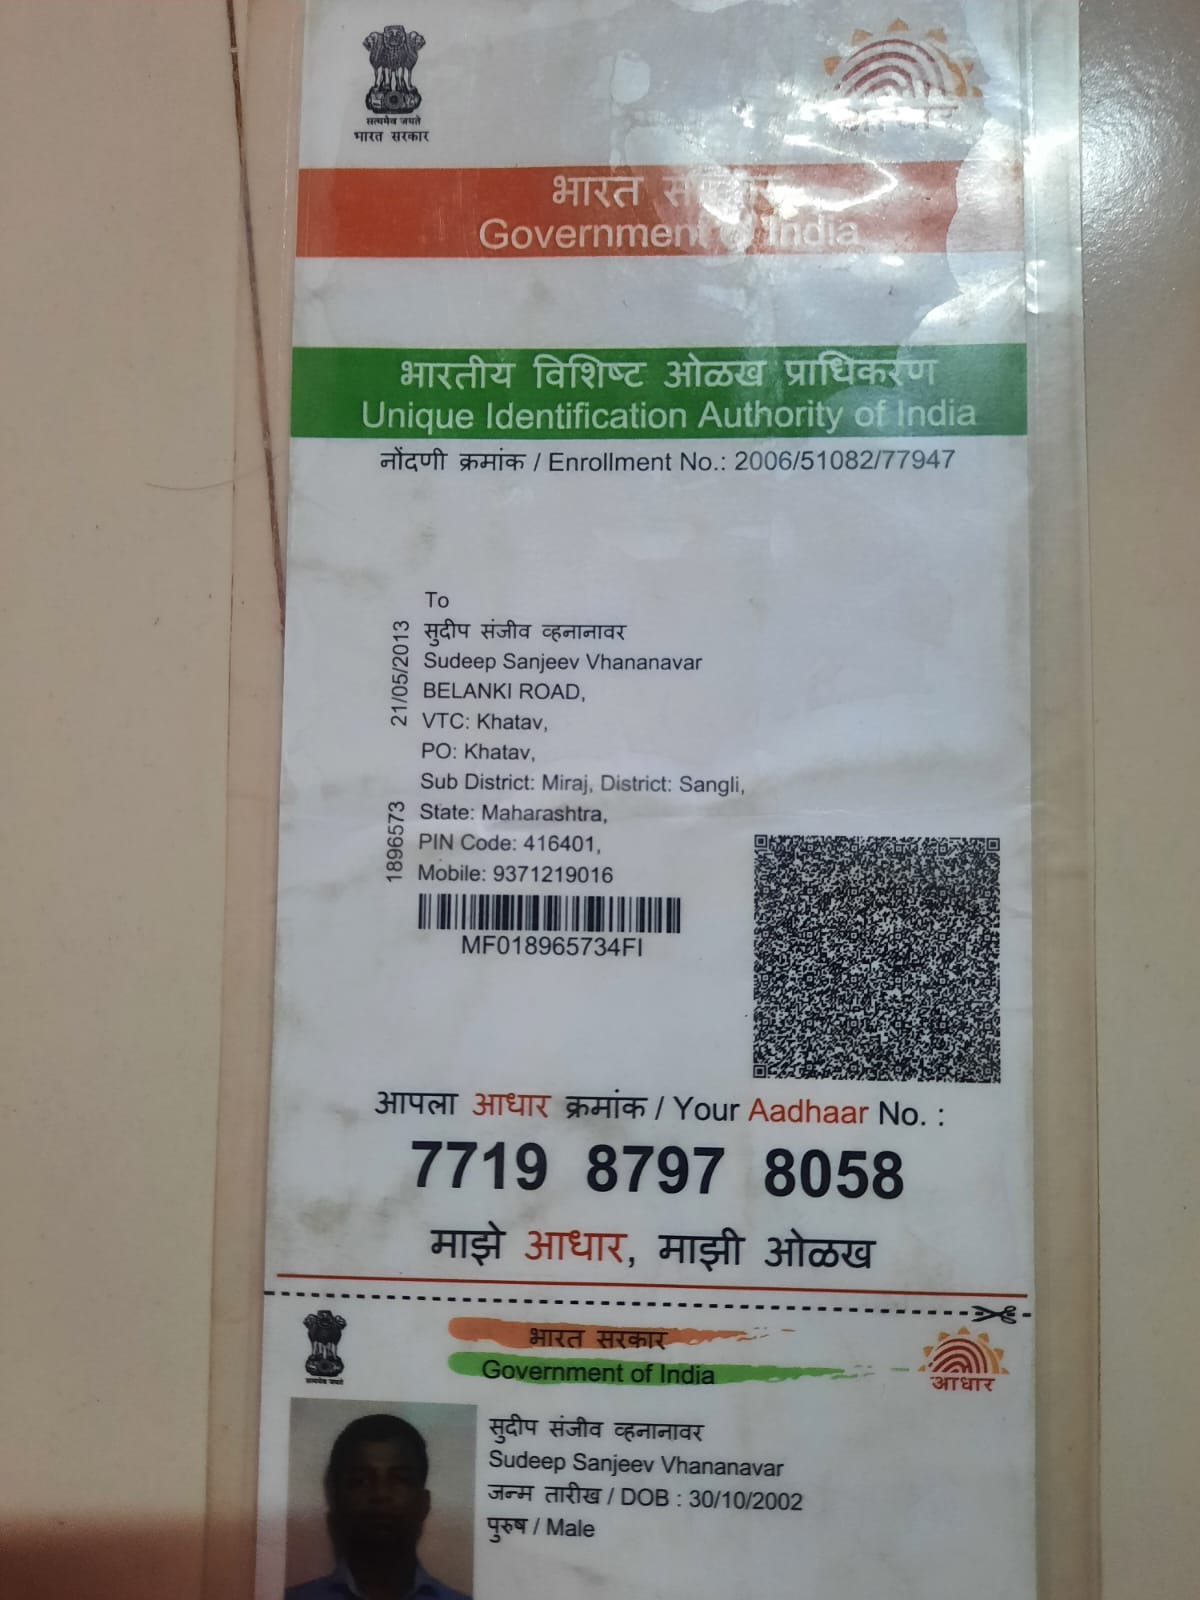 सत्यमेव जयते
भारत सरकार
आधार
भारत सरकार
Government of India
भारतीय विशिष्ट ओळख प्राधिकरण
Unique Identification Authority of India
नोंदणी क्रमांक / Enrollment No.: 2006/51082/77947
21/05/2013
1896573
To
सुदीप संजीव व्हनानावर
Sudeep Sanjeev Vhananavar
BELANKI ROAD,
VTC: Khatav,
PO: Khatav,
Sub District: Miraj, District: Sangli,
State: Maharashtra,
PIN Code: 416401,
Mobile: 9371219016
MF018965734FI
आपला आधार क्रमांक / Your Aadhaar No. :
7719 8797 8058
माझे आधार, माझी ओळख
भारत सरकार
Government of India
सत्यमेव जयते
आधार
सुदीप संजीव व्हनानावर
Sudeep Sanjeev Vhananavar
जन्म तारीख / DOB : 30/10/2002
पुरुष / Male